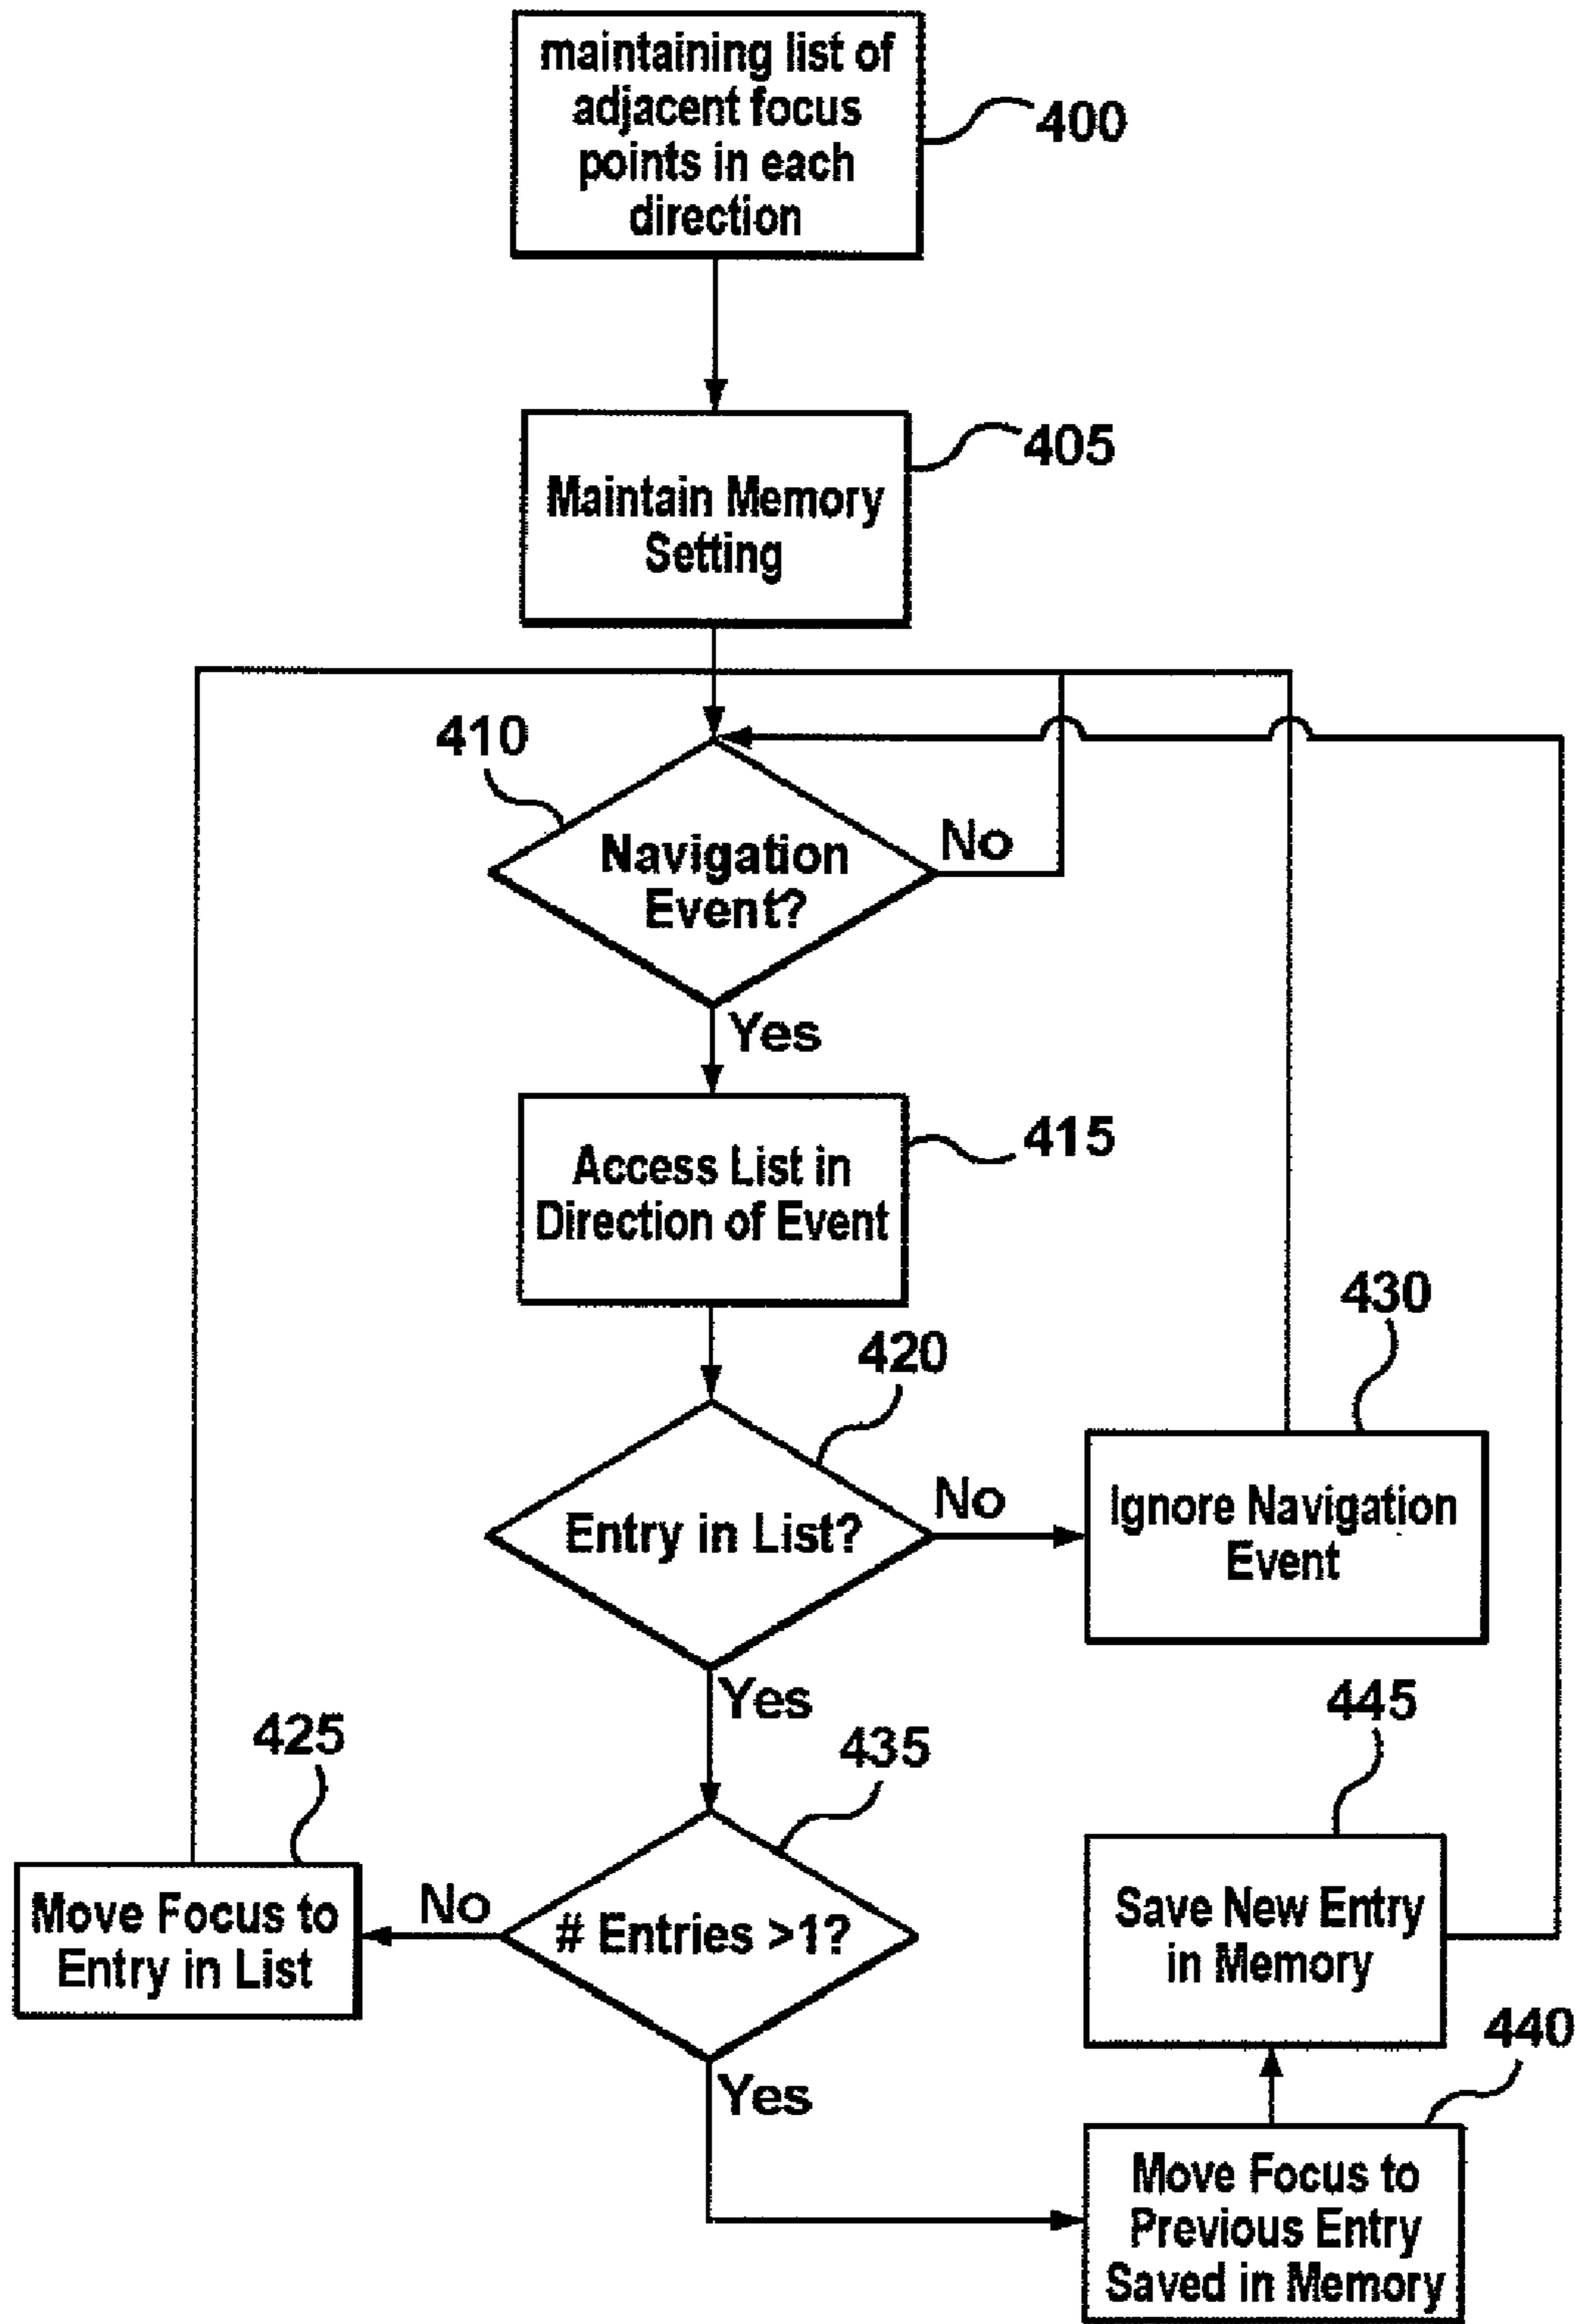 maintaining list of
adjacent focus
points in each
direction
400
Maintain Memory
Setting
405
410
Navigation
Event?
No
Yes
Access List in
Direction of Event
415
420
Entry in List?
No
430
Ignore Navigation
Event
Yes
435
# Entries >1?
No
425
Move Focus to
Entry in List
Yes
445
Save New Entry
in Memory
440
Move Focus to
Previous Entry
Saved in Memory